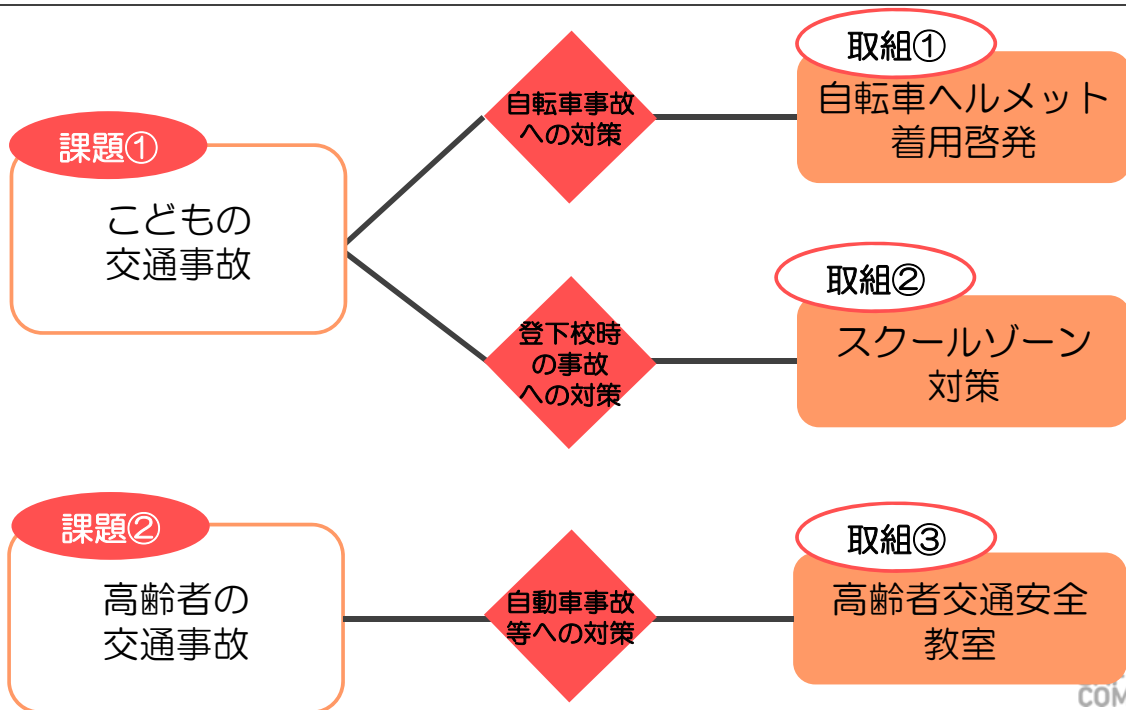 課題①
こどもの
交通事故
自転車事故
への対策
取組①
自転車ヘルメット
着用啓発
登下校時
の事故
への対策
取組②
スクールゾーン
対策
課題②
高齢者の
交通事故
自動車事故
等への対策
取組③
高齢者交通安全
教室